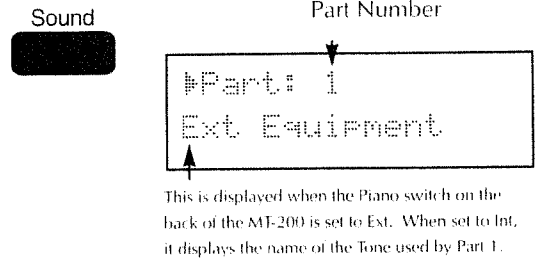 Sound
Part Number
Part: 1
Ext Equipment
This is displayed when the Piano switch on the
back of the MT-200 is set to Ext. When set to Int,
it displays the name of the Tone used by Part 1.